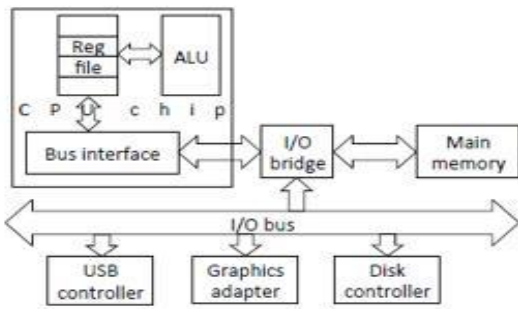 Reg
file
ALU
C P U c h i p
Bus interface
I/O
bridge
Main
memory
I/O bus
USB
controller
Graphics
adapter
Disk
controller